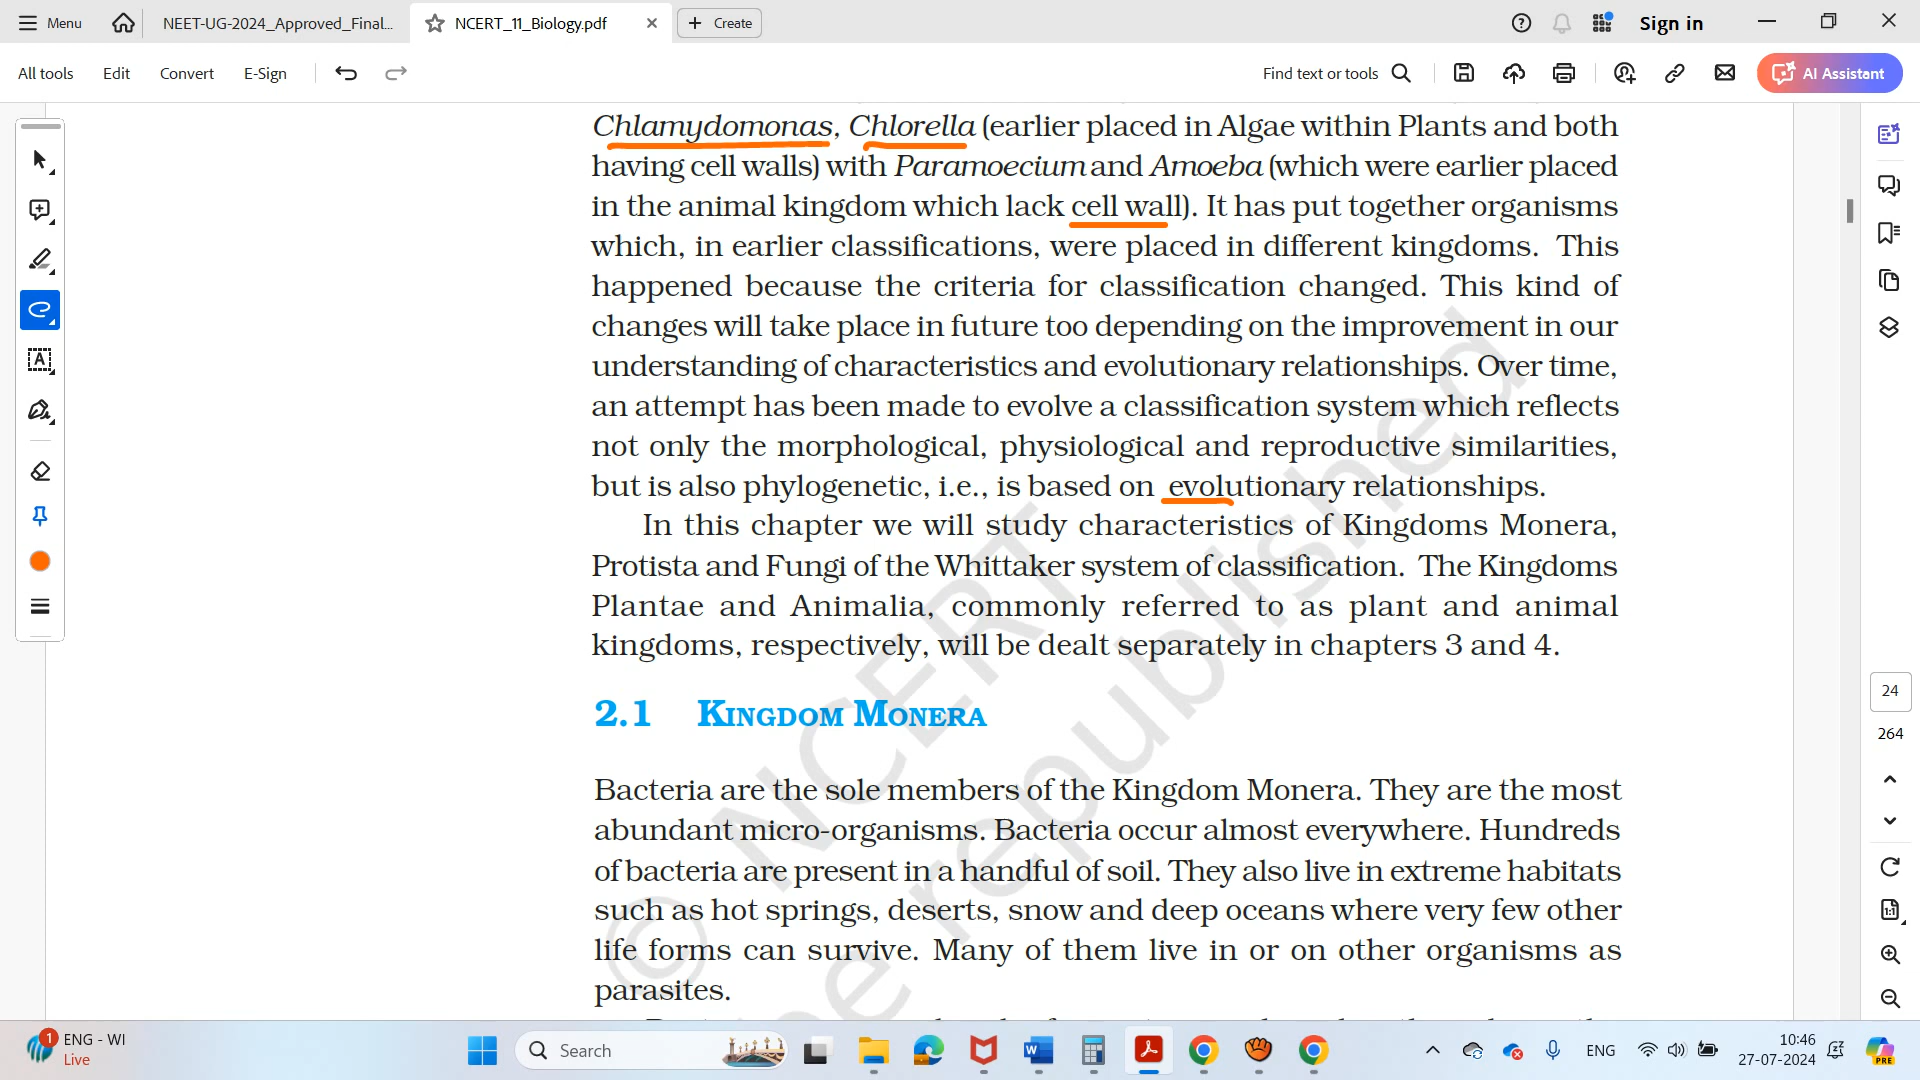 Menu
NEET-UG-2024_Approved_Final...
NCERT_11_Biology.pdf
Create
Sign in
All tools
Edit
Convert
E-Sign
Find text or tools
AI Assistant
Chlamydomonas, Chlorella (earlier placed in Algae within Plants and both
having cell walls) with Paramoecium and Amoeba (which were earlier placed
in the animal kingdom which lack cell wall). It has put together organisms
which, in earlier classifications, were placed in different kingdoms. This
happened because the criteria for classification changed. This kind of
changes will take place in future too depending on the improvement in our
understanding of characteristics and evolutionary relationships. Over time,
an attempt has been made to evolve a classification system which reflects
not only the morphological, physiological and reproductive similarities,
but is also phylogenetic, i.e., is based on evolutionary relationships.
In this chapter we will study characteristics of Kingdoms Monera,
Protista and Fungi of the Whittaker system of classification. The Kingdoms
Plantae and Animalia, commonly referred to as plant and animal
kingdoms, respectively, will be dealt separately in chapters 3 and 4.
2.1 KINGDOM MONERA
Bacteria are the sole members of the Kingdom Monera. They are the most
abundant micro-organisms. Bacteria occur almost everywhere. Hundreds
of bacteria are present in a handful of soil. They also live in extreme habitats
such as hot springs, deserts, snow and deep oceans where very few other
life forms can survive. Many of them live in or on other organisms as
parasites.
© NCERT
be republished
24
264
1
ENG - WI
Live
Search
ENG
10:46
27-07-2024
PRE